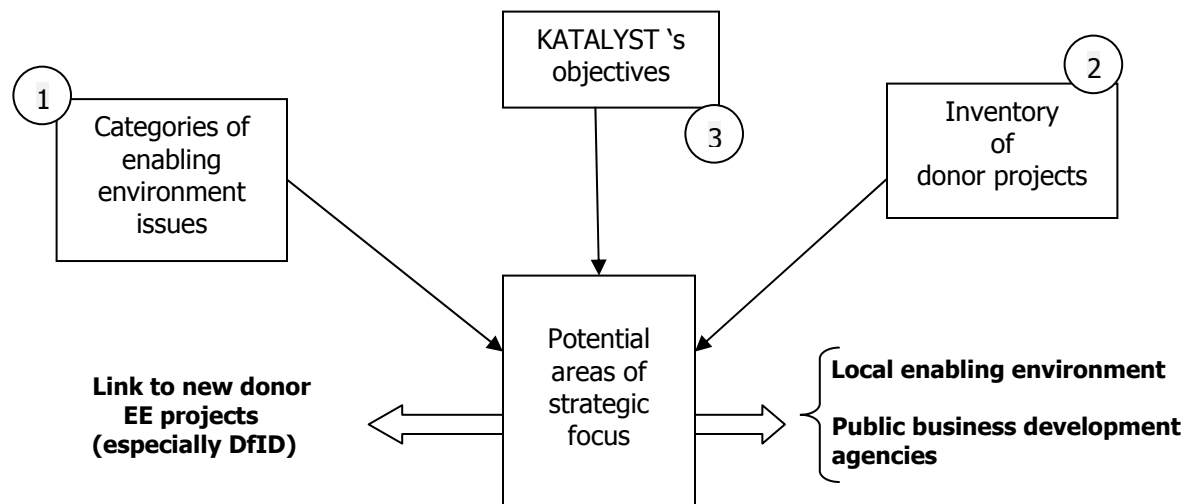 KATALYST ‘s
objectives
3
1
Categories of
enabling
environment
issues
2
Inventory
of
donor projects
Potential
areas of
strategic
focus
Link to new donor
EE projects
(especially DfID)
Local enabling environment
Public business development
agencies